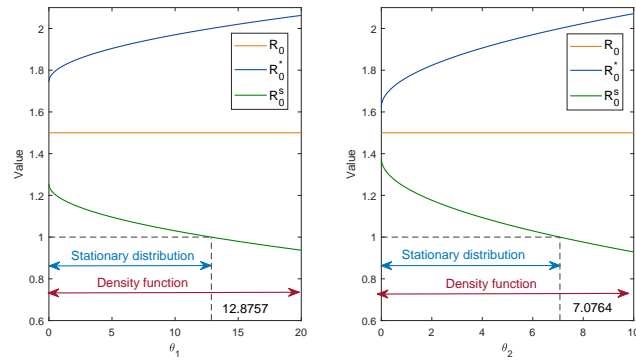 2
1.8
1.6
1.4
1.2
1
0.8
0.6
Value
0
5
10
15
20
θ1
R0
R0*
R0s
Stationary distribution
Density function
12.8757
2
1.8
1.6
1.4
1.2
1
0.8
0.6
Value
0
2
4
6
8
10
θ2
R0
R0*
R0s
Stationary distribution
Density function
7.0764